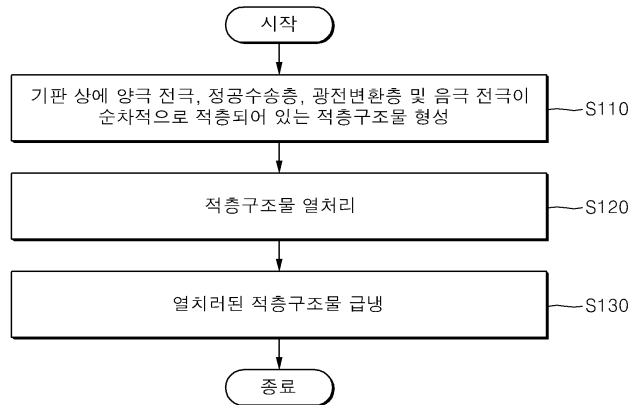 시작
기판 상에 양극 전극, 정공수송층, 광전변환층 및 음극 전극이
순차적으로 적층되어 있는 적층구조물 형성
S110
적층구조물 열처리
S120
열치러된 적층구조물 급냉
S130
종료